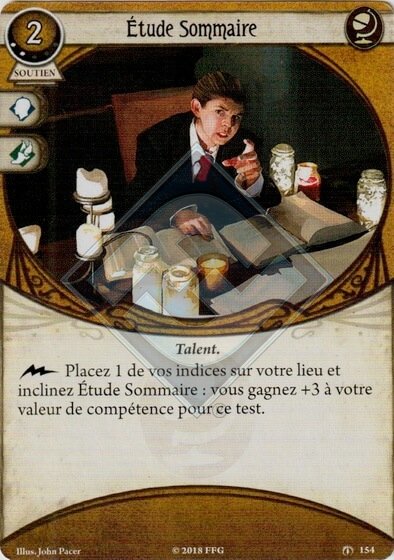 2
Étude Sommaire
SOUTIEN
Talent.
Placez 1 de vos indices sur votre lieu et
inclinez Étude Sommaire : vous gagnez +3 à votre
valeur de compétence pour ce test.
Illus. John Pacer
© 2018 FFG
154